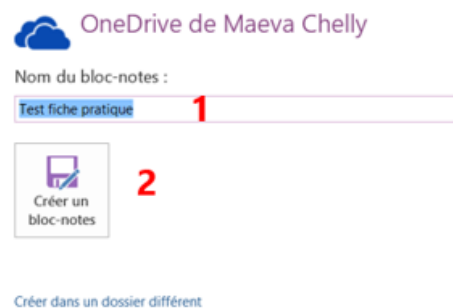 OneDrive de Maeva Chelly
Nom du bloc-notes :
Test fiche pratique 1
Créer un
bloc-notes
2
Créer dans un dossier différent